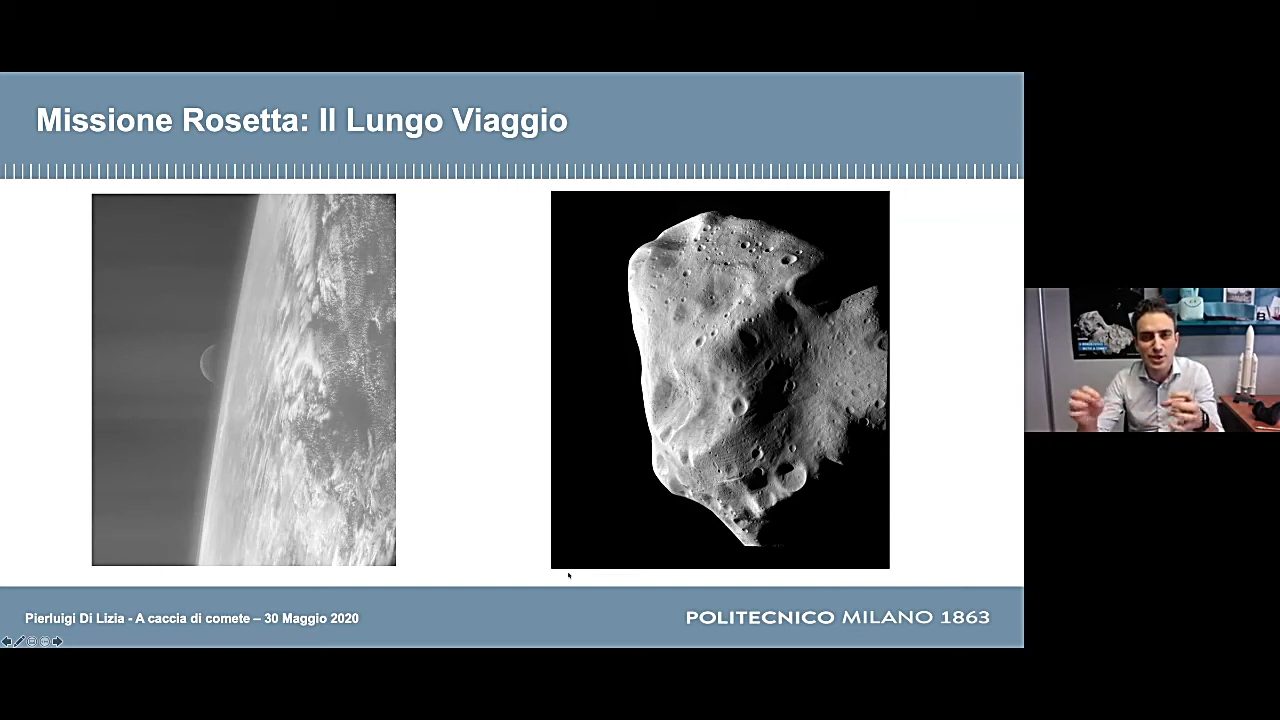 Missione Rosetta: Il Lungo Viaggio
Pierluigi Di Lizia - A caccia di comete – 30 Maggio 2020
POLITECNICO MILANO 1863